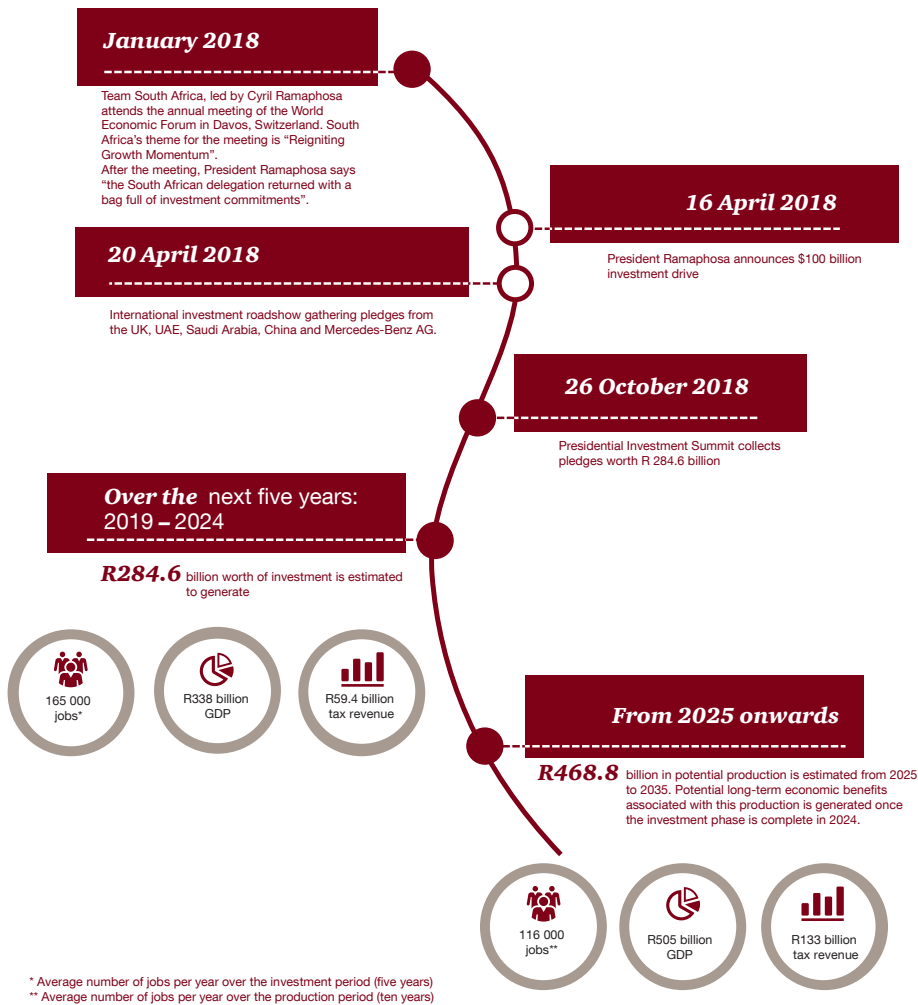 January 2018
Team South Africa, led by Cyril Ramaphosa
attends the annual meeting of the World
Economic Forum in Davos, Switzerland. South
Africa's theme for the meeting is “Reigniting
Growth Momentum”.
After the meeting, President Ramaphosa says
“the South African delegation returned with a
bag full of investment commitments”.
16 April 2018
President Ramaphosa announces $100 billion
investment drive
20 April 2018
International investment roadshow gathering pledges from
the UK, UAE, Saudi Arabia, China and Mercedes-Benz AG.
26 October 2018
Presidential Investment Summit collects
pledges worth R 284.6 billion
Over the next five years:
2019 – 2024
R284.6 billion worth of investment is estimated
to generate
165 000
jobs*
R338 billion
GDP
R59.4 billion
tax revenue
From 2025 onwards
R468.8 billion in potential production is estimated from 2025
to 2035. Potential long-term economic benefits
associated with this production is generated once
the investment phase is complete in 2024.
116 000
jobs**
R505 billion
GDP
R133 billion
tax revenue
* Average number of jobs per year over the investment period (five years)
** Average number of jobs per year over the production period (ten years)